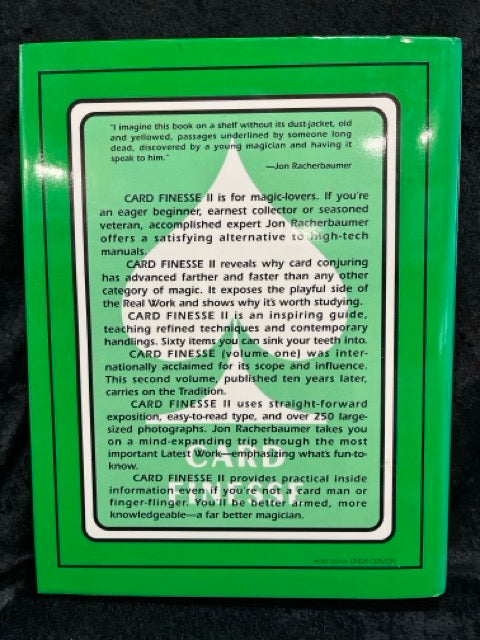 "I imagine this book on a shelf without its dust-jacket, old
and yellowed, passages underlined by someone long
dead, discovered by a young magician and having it
speak to him."
—Jon Racherbaumer
CARD FINESSE II is for magic-lovers. If you're
an eager beginner, earnest collector or seasoned
veteran, accomplished expert Jon Racherbaumer
offers a satisfying alternative to high-tech
manuals.
CARD FINESSE II reveals why card conjuring
has advanced farther and faster than any other
category of magic. It exposes the playful side of
the Real Work and shows why it's worth studying.
CARD FINESSE II is an inspiring guide,
teaching refined techniques and contemporary
handlings. Sixty items you can sink your teeth into.
CARD FINESSE (volume one) was inter-
nationally acclaimed for its scope and influence.
This second volume, published ten years later,
carries on the Tradition.
CARD FINESSE II uses straight-forward
exposition, easy-to-read type, and over 250 large-
sized photographs. Jon Racherbaumer takes you
on a mind-expanding trip through the most
important Latest Work—emphasizing what's fun-to-
know.
CARD FINESSE II provides practical inside
information even if you're not a card man or
finger-flinger. You'll be better armed, more
knowledgeable—a far better magician.
CARD
FINESSE